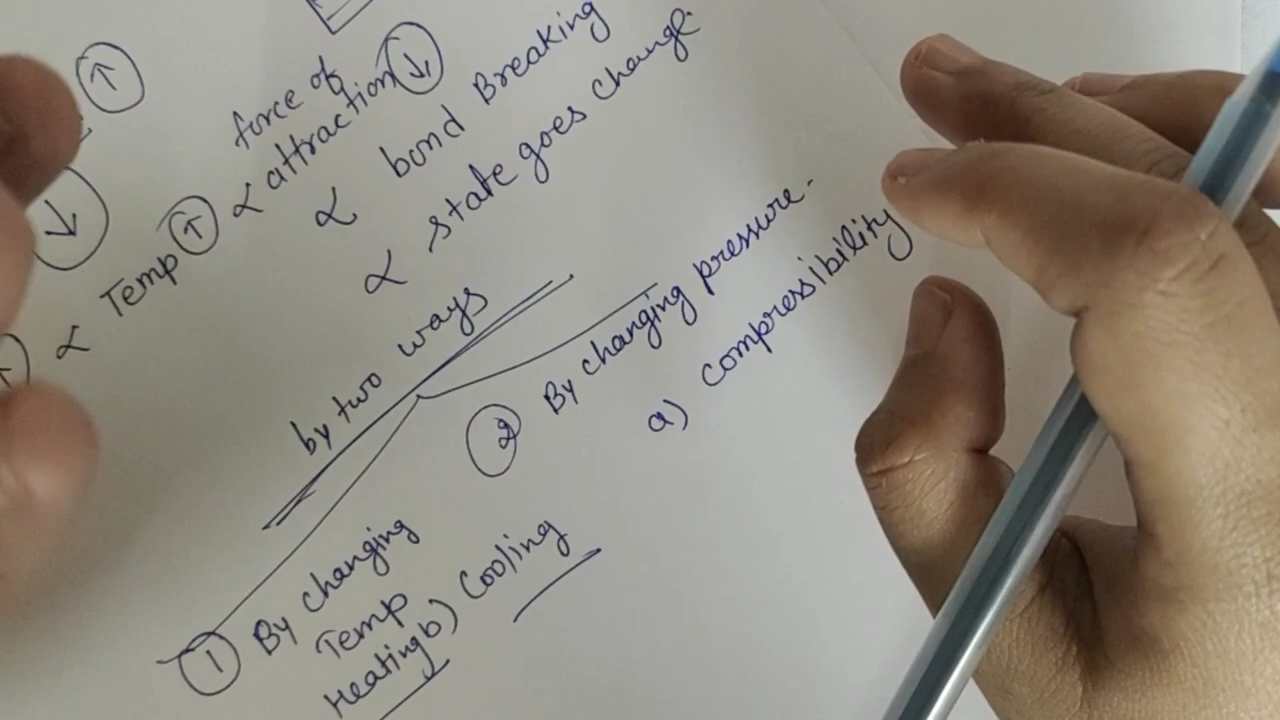 ↑
↓
∝ Temp ↑ ∝ force of attraction ↓
∝ bond Breaking
∝ state goes change.
by two ways
② By changing pressure.
a) compressibility
① By changing
Temp
Heating b) Cooling